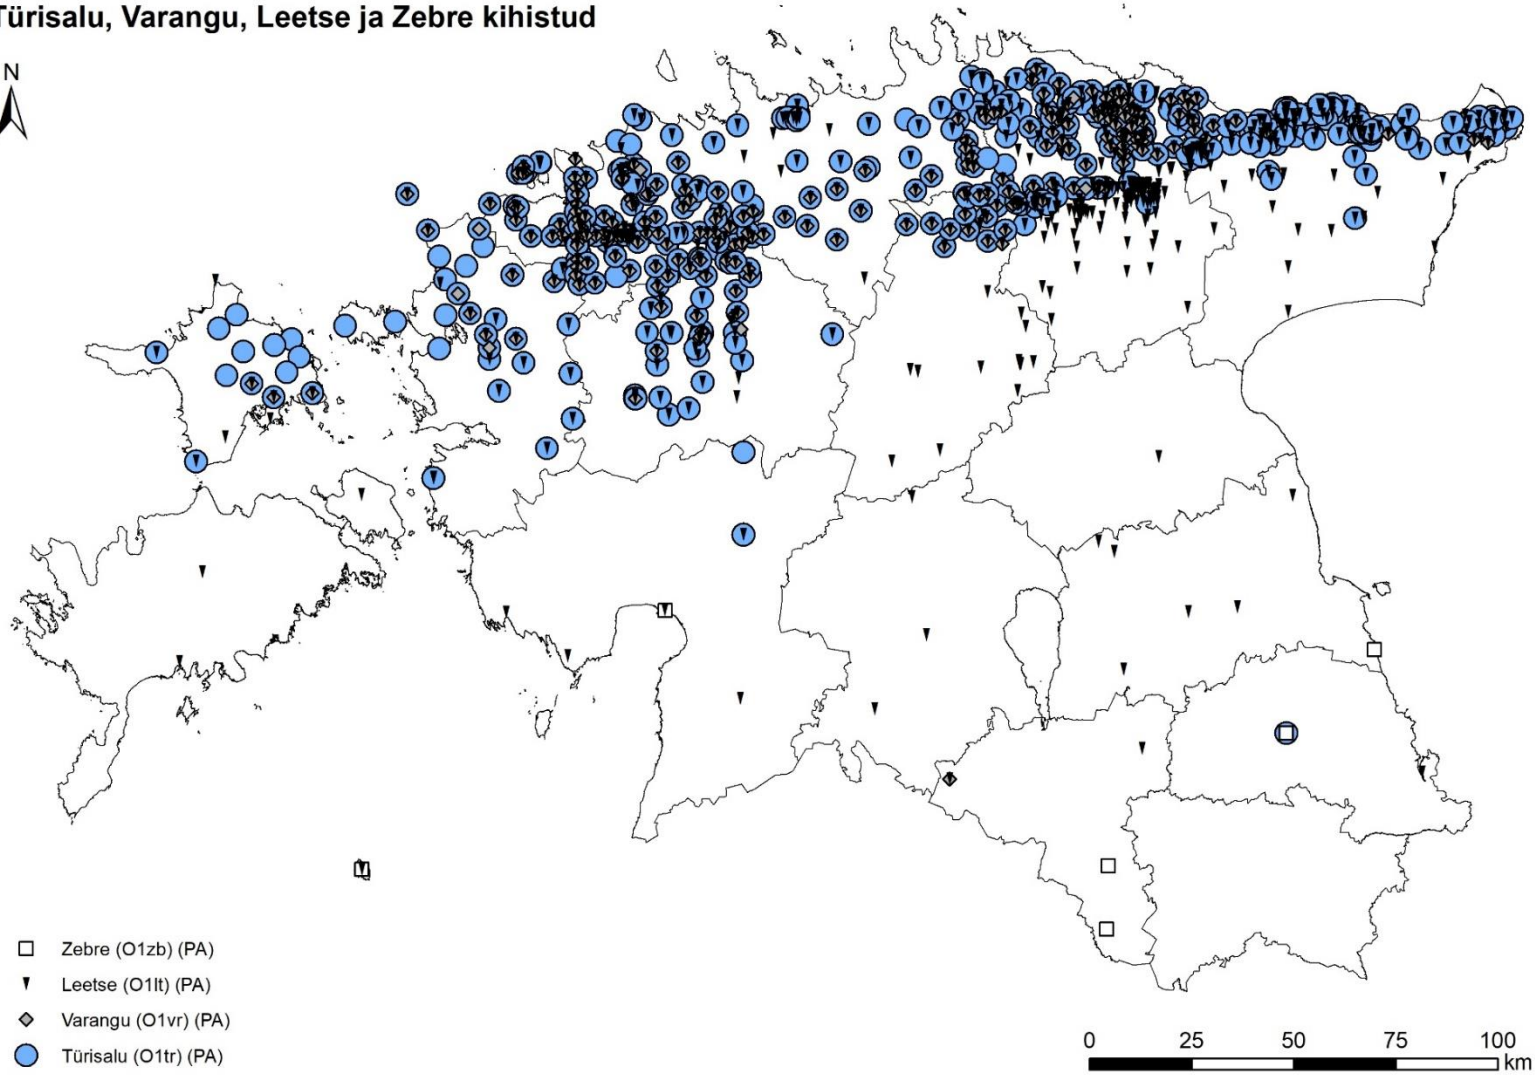 Türisalu, Varangu, Leetse ja Zebre kihistud
N
Zebre (O1zb) (PA)
Leetse (O1lt) (PA)
Varangu (O1vr) (PA)
Türisalu (O1tr) (PA)
0 25 50 75 100
km